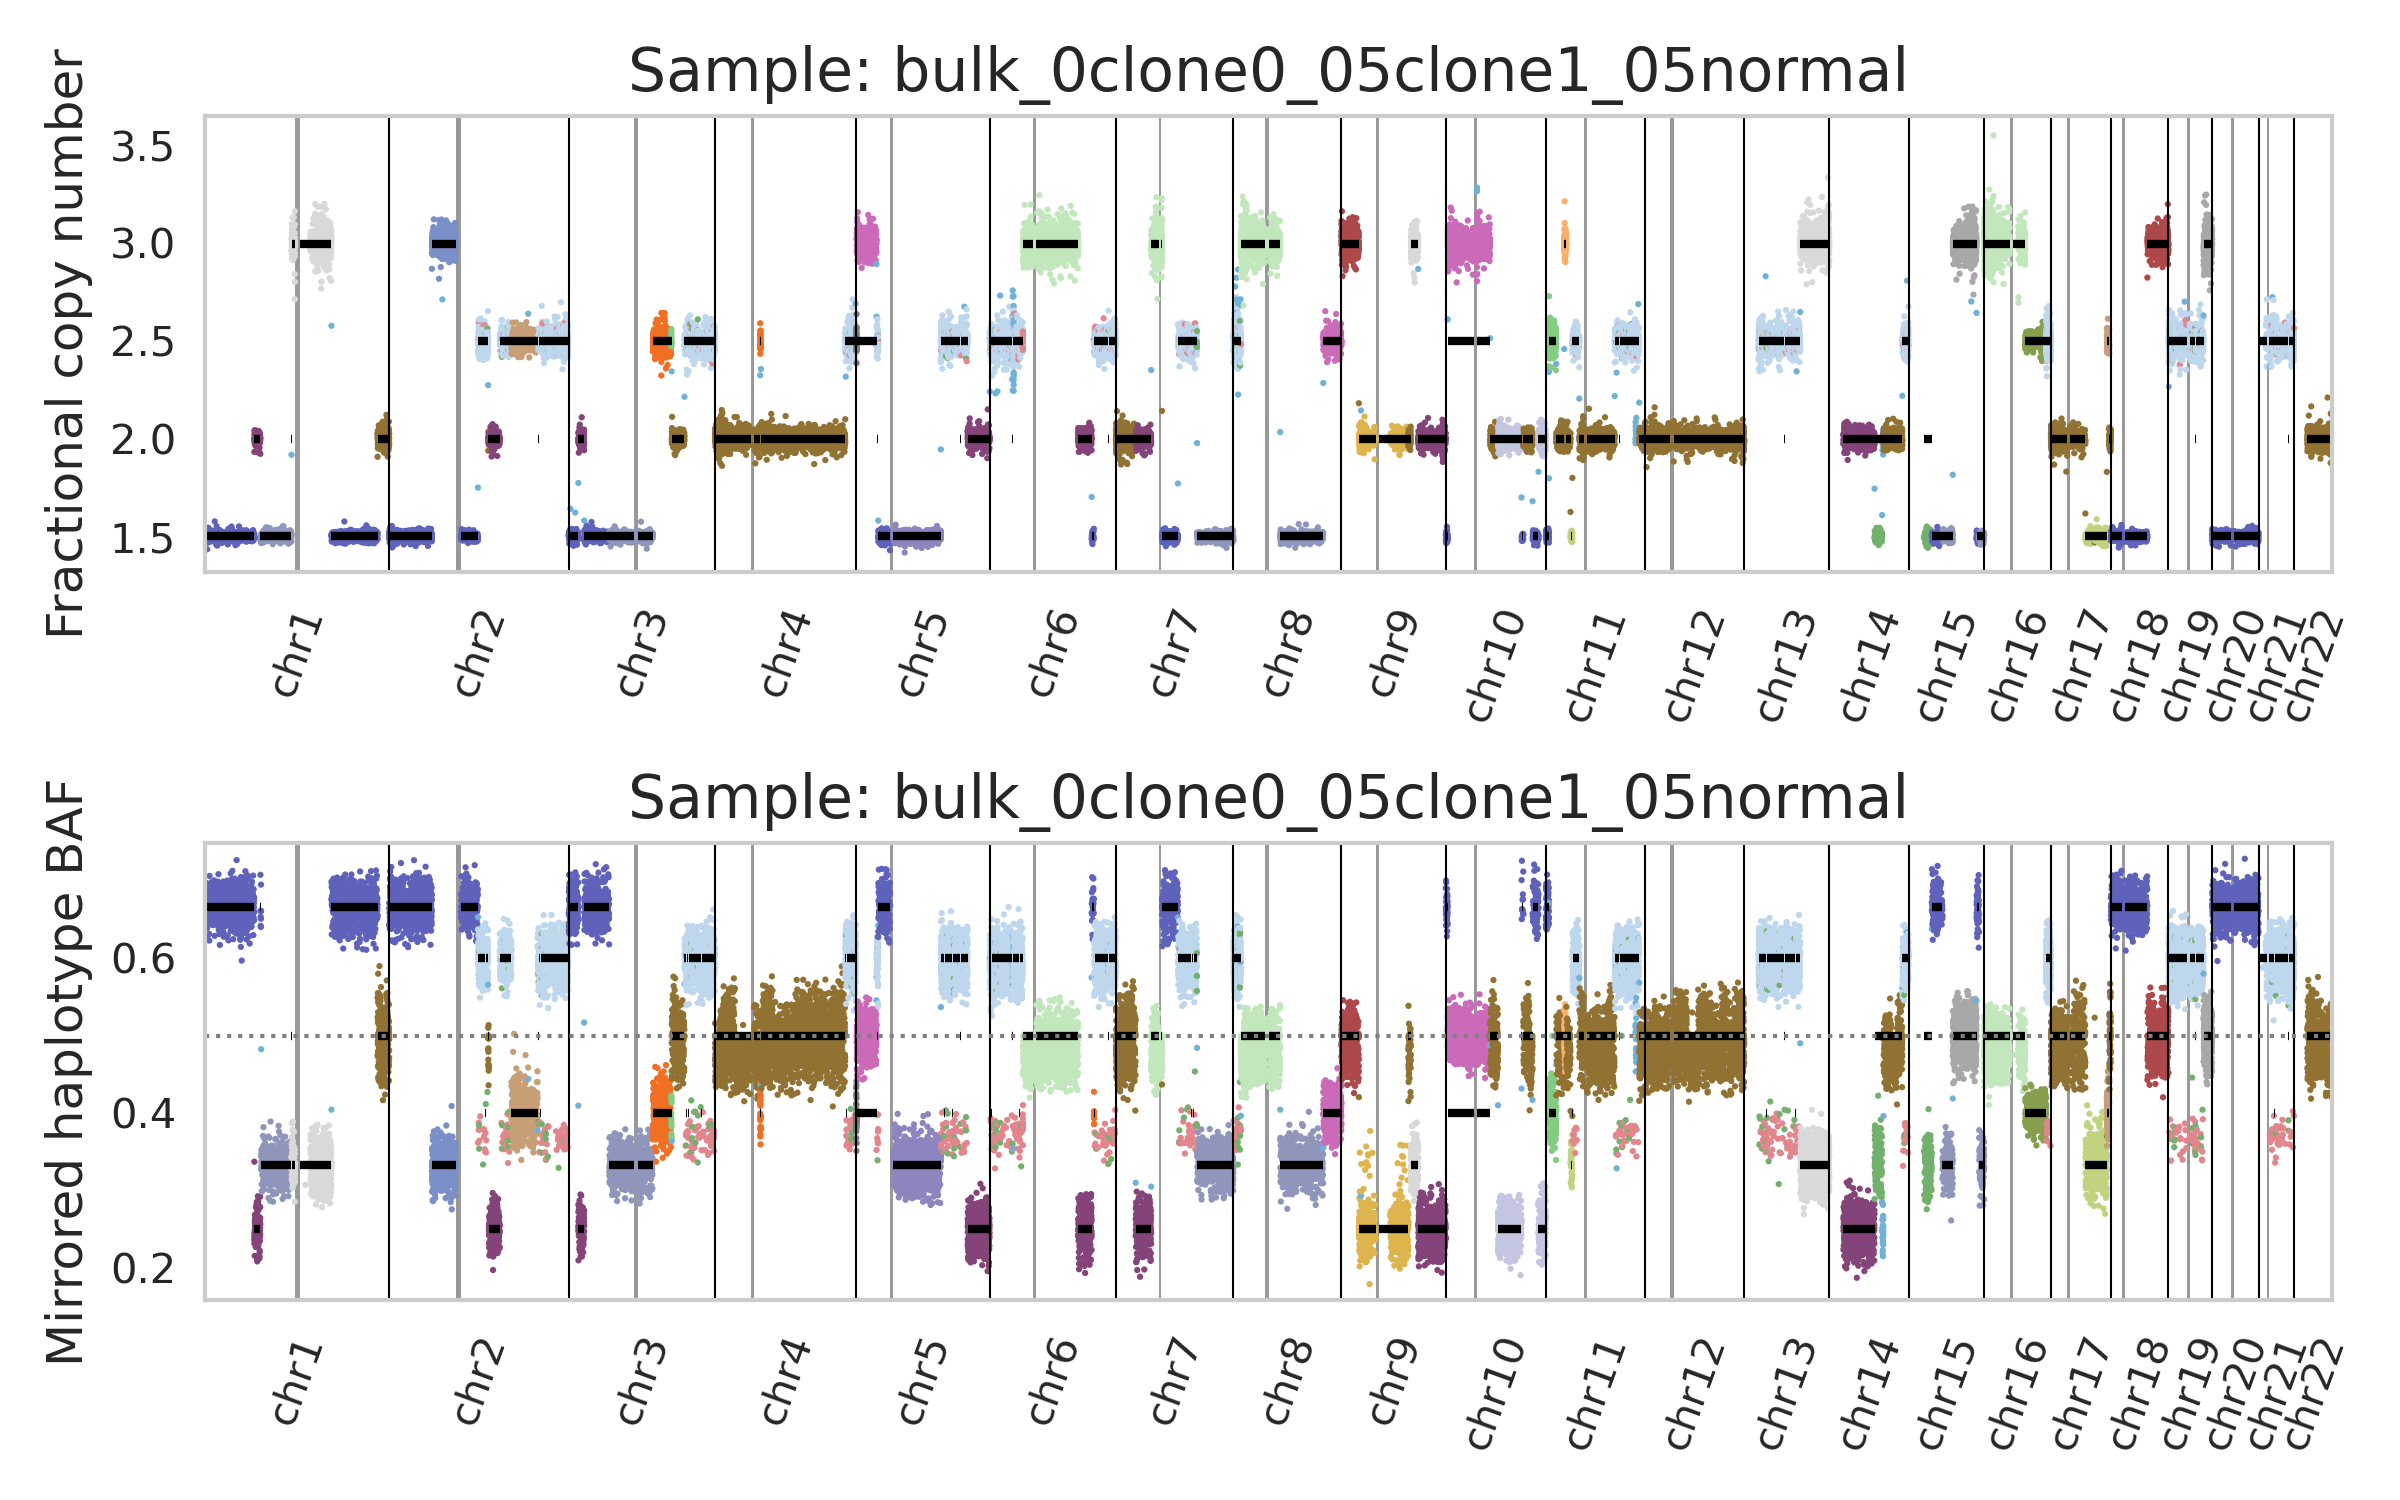 Sample: bulk_0clone0_05clone1_05normal
Fractional copy number
3.5
3.0
2.5
2.0
1.5
chr1 chr2 chr3 chr4 chr5 chr6 chr7 chr8 chr9 chr10 chr11 chr12 chr13 chr14 chr15 chr16 chr17 chr18 chr19 chr20 chr21 chr22
Sample: bulk_0clone0_05clone1_05normal
Mirrored haplotype BAF
0.6
0.4
0.2
chr1 chr2 chr3 chr4 chr5 chr6 chr7 chr8 chr9 chr10 chr11 chr12 chr13 chr14 chr15 chr16 chr17 chr18 chr19 chr20 chr21 chr22